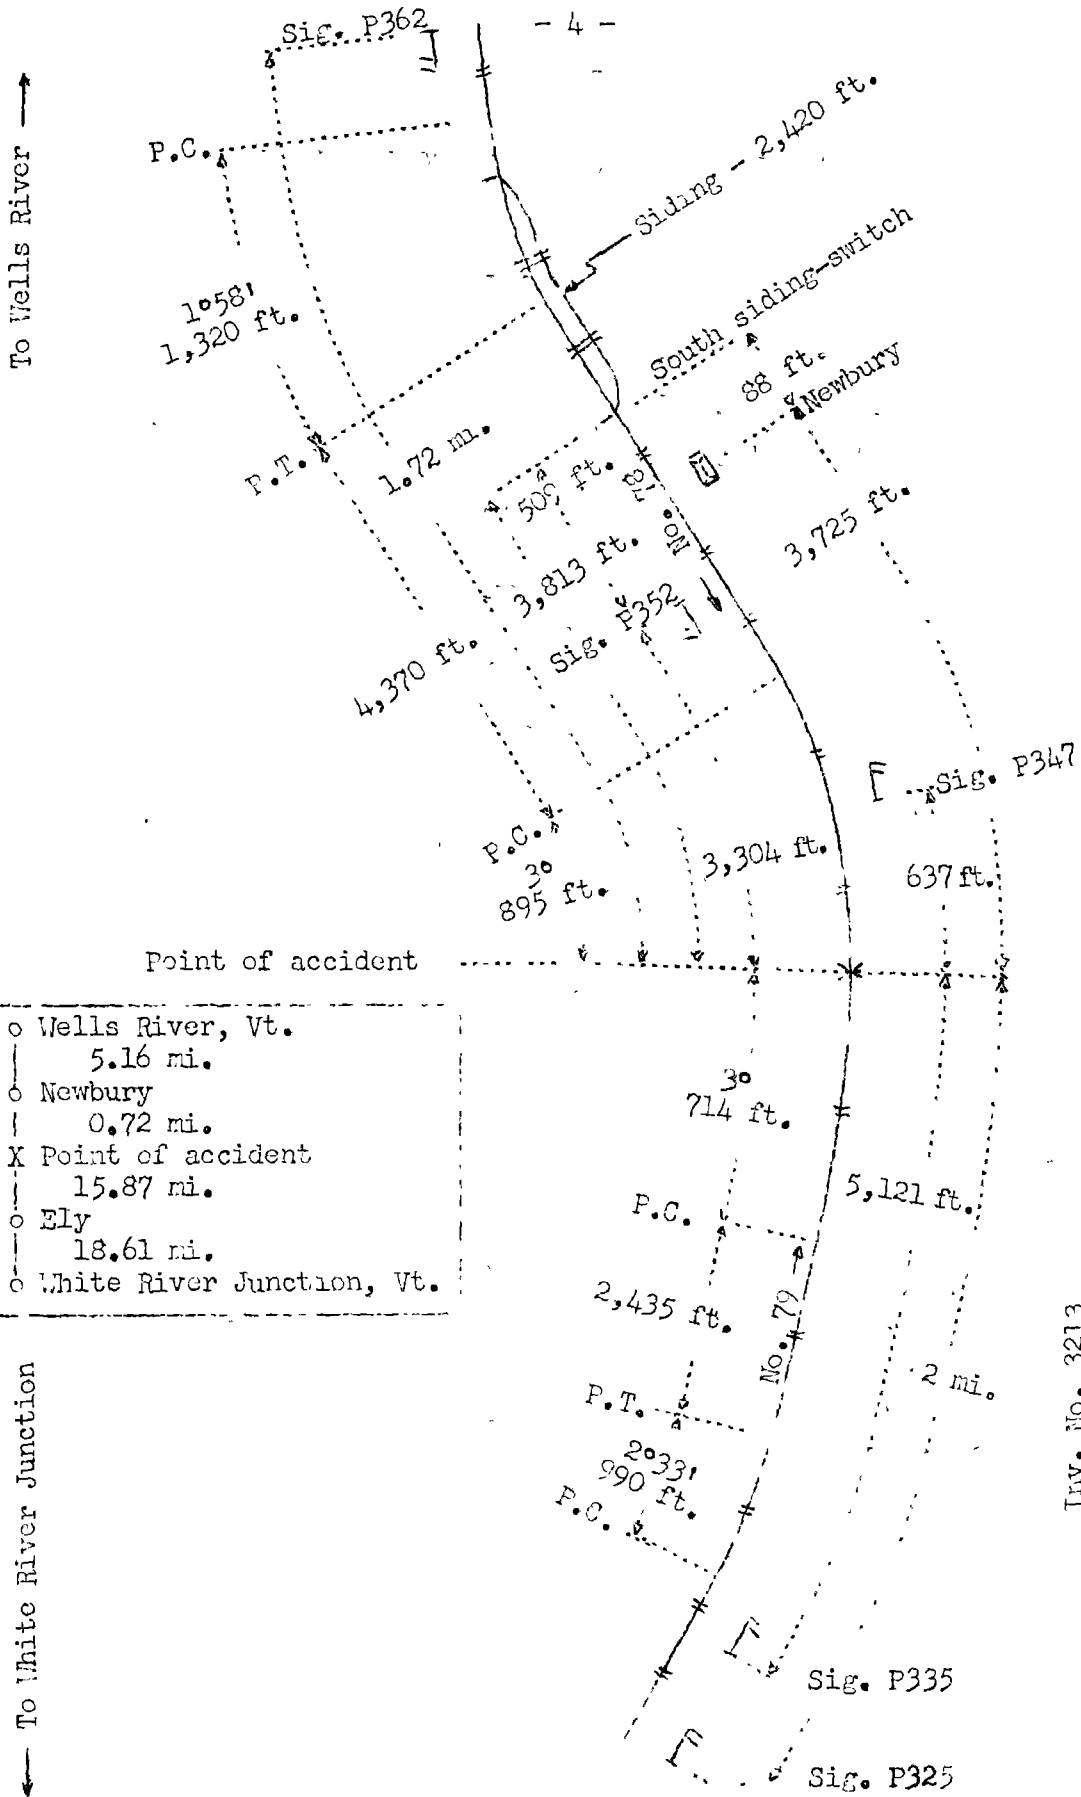 - 4 -
Sig. P362
To Wells River
P.C.
Siding - 2,420 ft.
1°58'
1,320 ft.
South siding-switch
88 ft.
Newbury
P.T.
1.72 mi.
509 ft.
No. 78
3,725 ft.
3,813 ft.
Sig. P352
4,370 ft.
Sig. P347
P.C.
3°
895 ft.
3,304 ft.
637 ft.
Point of accident
Wells River, Vt.
5.16 mi.
Newbury
0.72 mi.
X Point of accident
15.87 mi.
Ely
18.61 mi.
White River Junction, Vt.
3°
714 ft.
P.C.
5,121 ft.
2,435 ft.
No. 79
2 mi.
P.T.
2°33'
990 ft.
P.C.
Inv. No. 3213
To White River Junction
Sig. P335
Sig. P325